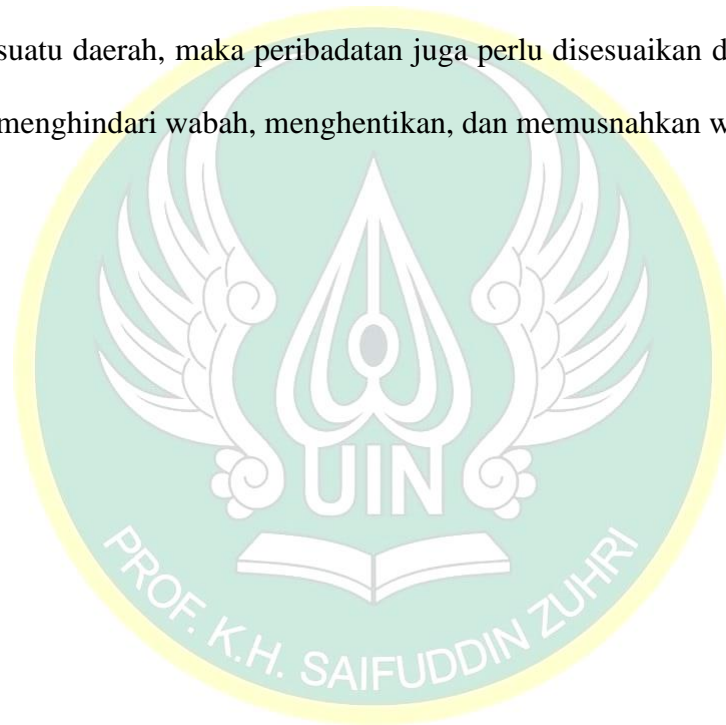 suatu daerah, maka peribadatan juga perlu disesuaikan d
menghindari wabah, menghentikan, dan memusnahkan w
UIN
PROF. K.H. SAIFUDDIN ZUHRI